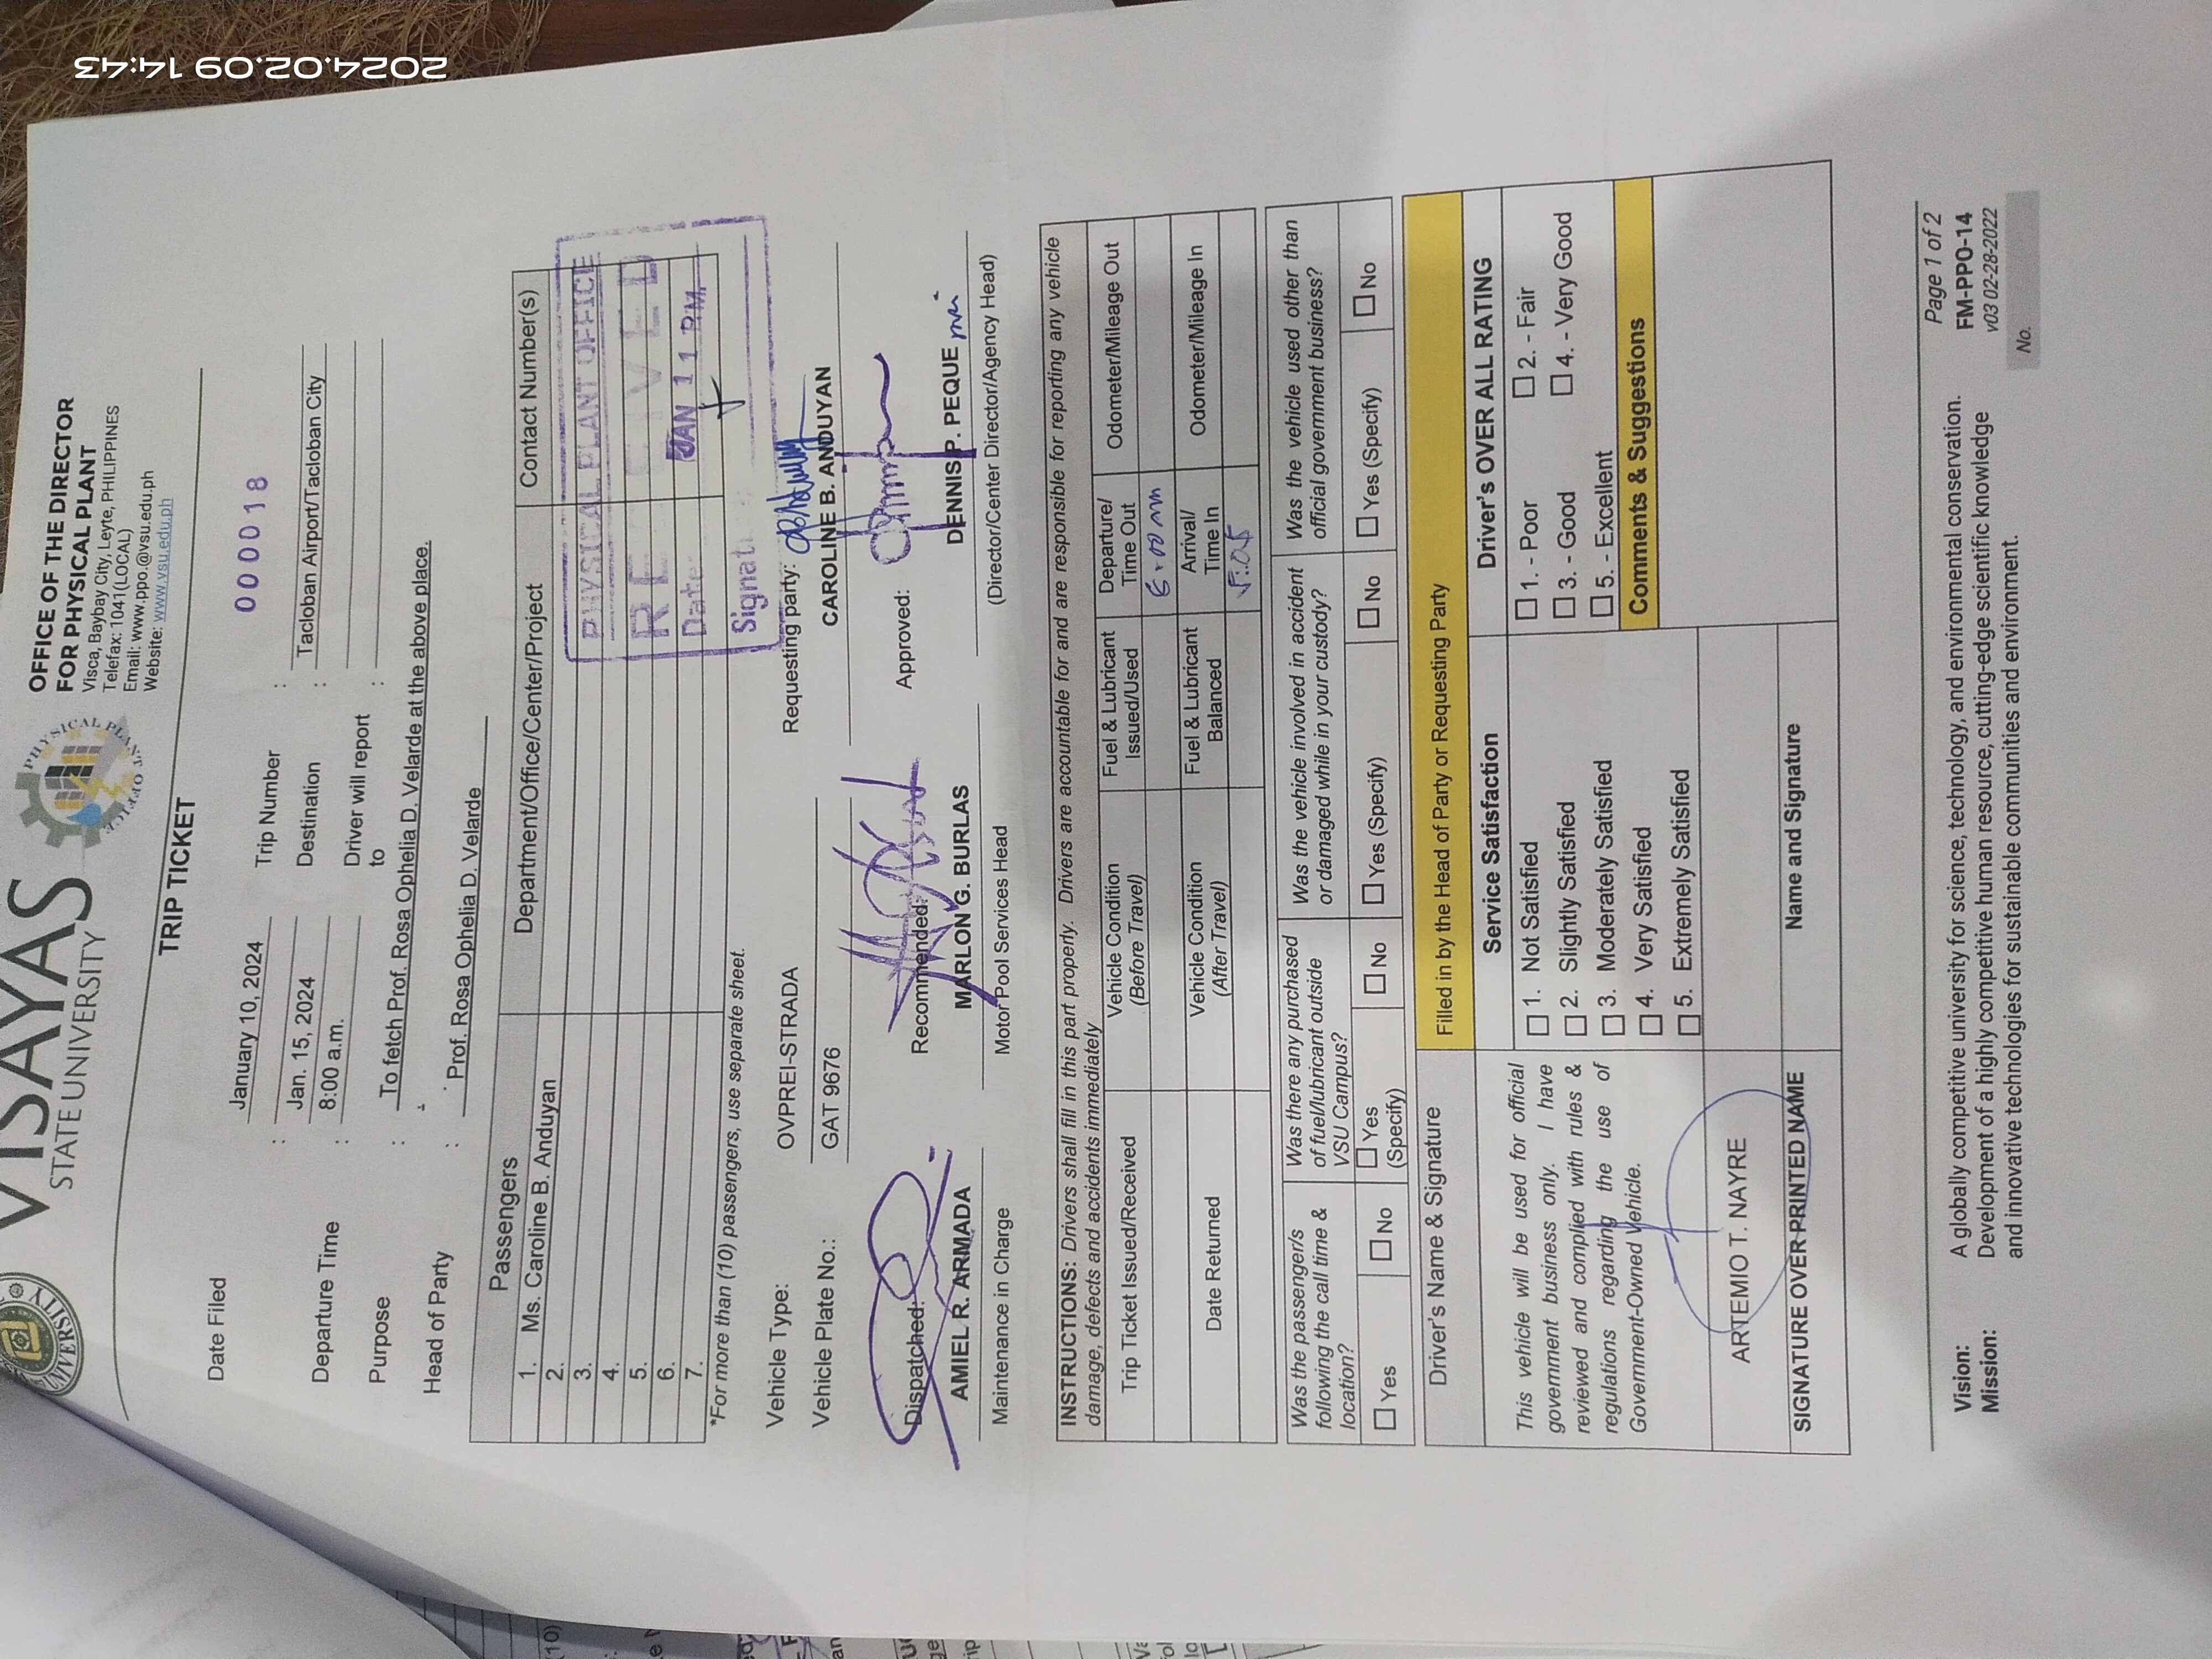 2024.02.09 14:43
VISAYAS
STATE UNIVERSITY
OFFICE OF THE DIRECTOR
FOR PHYSICAL PLANT
Visca, Baybay City, Leyte, PHILIPPINES
Telefax: 1041(LOCAL)
Email: www.ppo.@vsu.edu.ph
Website: www.vsu.edu.ph
PHYSICAL PLANT OFFICE
UNIVERSITY
TRIP TICKET
000018
Date Filed : January 10, 2024 Trip Number :
Departure Time : Jan. 15, 2024 Destination : Tacloban Airport/Tacloban City
8:00 a.m.
Driver will report to :
Purpose : To fetch Prof. Rosa Ophelia D. Velarde at the above place.
Head of Party : Prof. Rosa Ophelia D. Velarde
Passengers Department/Office/Center/Project Contact Number(s)
1. Ms. Caroline B. Anduyan
2.
3.
4.
5.
6.
7.
PHYSICAL PLANT OFFICE
RECEIVED
Date JAN 11 P.M.
Signat
*For more than (10) passengers, use separate sheet.
Vehicle Type: OVPREI-STRADA Requesting party:
Vehicle Plate No.: GAT 9676 CAROLINE B. ANDUYAN
Dispatched: Recommended: Approved:
AMIEL R. ARMADA MARLON G. BURLAS DENNIS P. PEQUE
Maintenance in Charge Motor Pool Services Head (Director/Center Director/Agency Head)
INSTRUCTIONS: Drivers shall fill in this part properly. Drivers are accountable for and are responsible for reporting any vehicle
damage, defects and accidents immediately
Trip Ticket Issued/Received Vehicle Condition (Before Travel) Fuel & Lubricant Issued/Used Departure/ Time Out Odometer/Mileage Out
6:00 am
Date Returned Vehicle Condition (After Travel) Fuel & Lubricant Balanced Arrival/ Time In Odometer/Mileage In
5:05
Was the passenger/s following the call time & location?
Was there any purchased of fuel/lubricant outside VSU Campus?
Was the vehicle involved in accident or damaged while in your custody?
Was the vehicle used other than official government business?
☐ Yes ☐ No ☐ Yes (Specify) ☐ No ☐ Yes (Specify) ☐ No ☐ Yes (Specify) ☐ No
Driver's Name & Signature Filled in by the Head of Party or Requesting Party
Service Satisfaction Driver's OVER ALL RATING
This vehicle will be used for official
government business only. I have
reviewed and complied with rules &
regulations regarding the use of
Government-Owned Vehicle.
☐ 1. Not Satisfied
☐ 2. Slightly Satisfied
☐ 3. Moderately Satisfied
☐ 4. Very Satisfied
☐ 5. Extremely Satisfied
☐ 1. - Poor ☐ 2. - Fair
☐ 3. - Good ☐ 4. - Very Good
☐ 5. - Excellent
Comments & Suggestions
ARTEMIO T. NAYRE
SIGNATURE OVER PRINTED NAME Name and Signature
Vision: A globally competitive university for science, technology, and environmental conservation.
Mission: Development of a highly competitive human resource, cutting-edge scientific knowledge
and innovative technologies for sustainable communities and environment.
Page 1 of 2
FM-PPO-14
v03 02-28-2022
No.